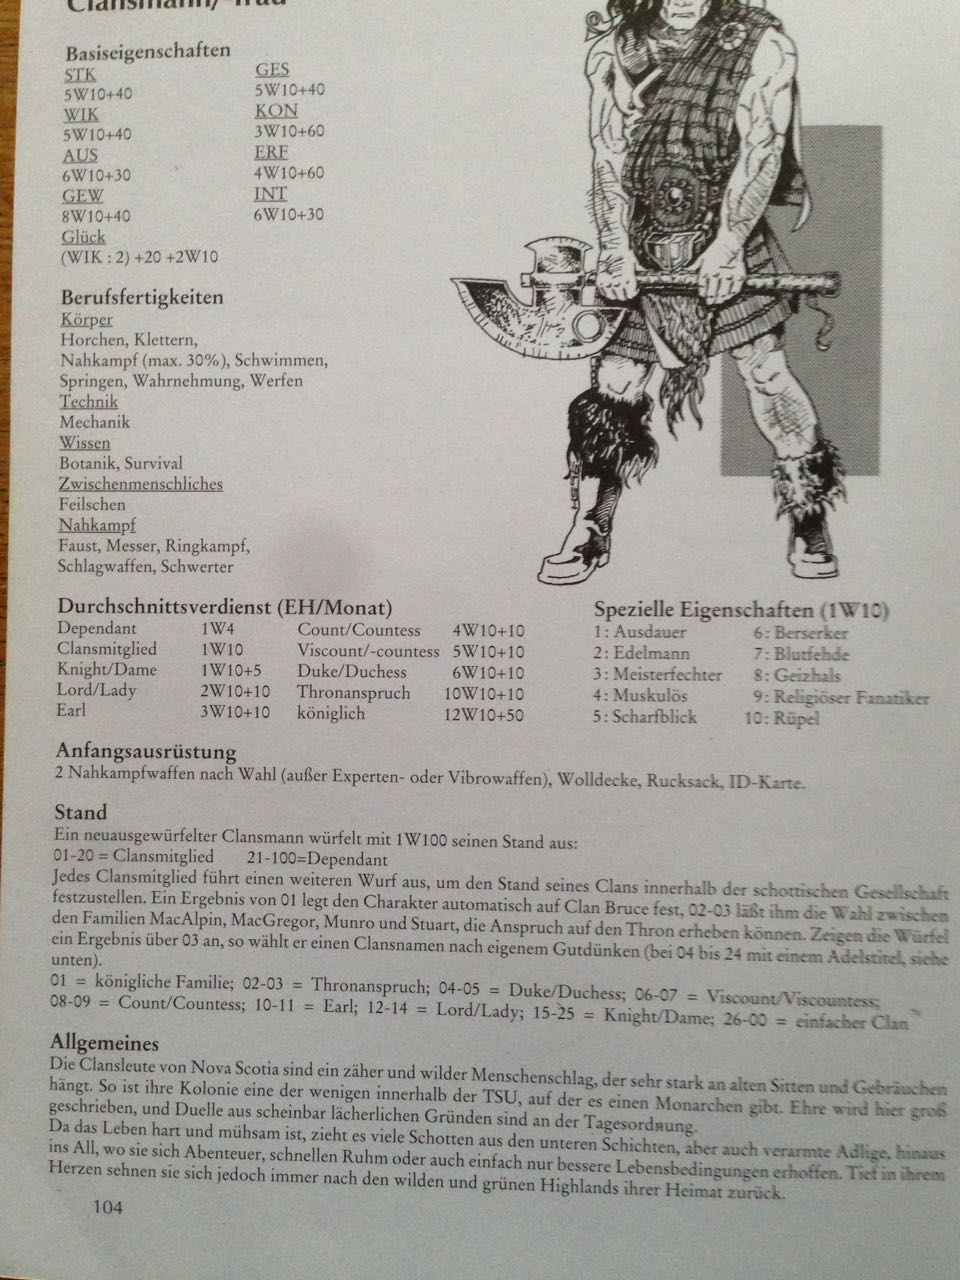 Clansmann/-frau
Basiseigenschaften
STK GES
5W10+40 5W10+40
WIK KON
5W10+40 3W10+60
AUS ERF
6W10+30 4W10+60
GEW INT
8W10+40 6W10+30
Glück
(WIK : 2) +20 +2W10
Berufsfertigkeiten
Körper
Horchen, Klettern,
Nahkampf (max. 30%), Schwimmen,
Springen, Wahrnehmung, Werfen
Technik
Mechanik
Wissen
Botanik, Survival
Zwischenmenschliches
Feilschen
Nahkampf
Faust, Messer, Ringkampf,
Schlagwaffen, Schwerter
Durchschnittsverdienst (EH/Monat)
Dependant 1W4 Count/Countess 4W10+10
Clansmitglied 1W10 Viscount/-countess 5W10+10
Knight/Dame 1W10+5 Duke/Duchess 6W10+10
Lord/Lady 2W10+10 Thronanspruch 10W10+10
Earl 3W10+10 königlich 12W10+50
Spezielle Eigenschaften (1W10)
1: Ausdauer 6: Berserker
2: Edelmann 7: Blutfehde
3: Meisterfechter 8: Geizhals
4: Muskulös 9: Religiöser Fanatiker
5: Scharfblick 10: Rüpel
Anfangsausrüstung
2 Nahkampfwaffen nach Wahl (außer Experten- oder Vibrowaffen), Wolldecke, Rucksack, ID-Karte.
Stand
Ein neuausgewürfelter Clansmann würfelt mit 1W100 seinen Stand aus:
01-20 = Clansmitglied 21-100=Dependant
Jedes Clansmitglied führt einen weiteren Wurf aus, um den Stand seines Clans innerhalb der schottischen Gesellschaft
festzustellen. Ein Ergebnis von 01 legt den Charakter automatisch auf Clan Bruce fest, 02-03 läßt ihm die Wahl zwischen
den Familien MacAlpin, MacGregor, Munro und Stuart, die Anspruch auf den Thron erheben können. Zeigen die Würfel
ein Ergebnis über 03 an, so wählt er einen Clansnamen nach eigenem Gutdünken (bei 04 bis 24 mit einem Adelstitel, siehe
unten).
01 = königliche Familie; 02-03 = Thronanspruch; 04-05 = Duke/Duchess; 06-07 = Viscount/Viscountess;
08-09 = Count/Countess; 10-11 = Earl; 12-14 = Lord/Lady; 15-25 = Knight/Dame; 26-00 = einfacher Clan
Allgemeines
Die Clansleute von Nova Scotia sind ein zäher und wilder Menschenschlag, der sehr stark an alten Sitten und Gebräuchen
hängt. So ist ihre Kolonie eine der wenigen innerhalb der TSU, auf der es einen Monarchen gibt. Ehre wird hier groß
geschrieben, und Duelle aus scheinbar lächerlichen Gründen sind an der Tagesordnung.
Da das Leben hart und mühsam ist, zieht es viele Schotten aus den unteren Schichten, aber auch verarmte Adlige, hinaus
ins All, wo sie sich Abenteuer, schnellen Ruhm oder auch einfach nur bessere Lebensbedingungen erhoffen. Tief in ihrem
Herzen sehnen sie sich jedoch immer nach den wilden und grünen Highlands ihrer Heimat zurück.
104